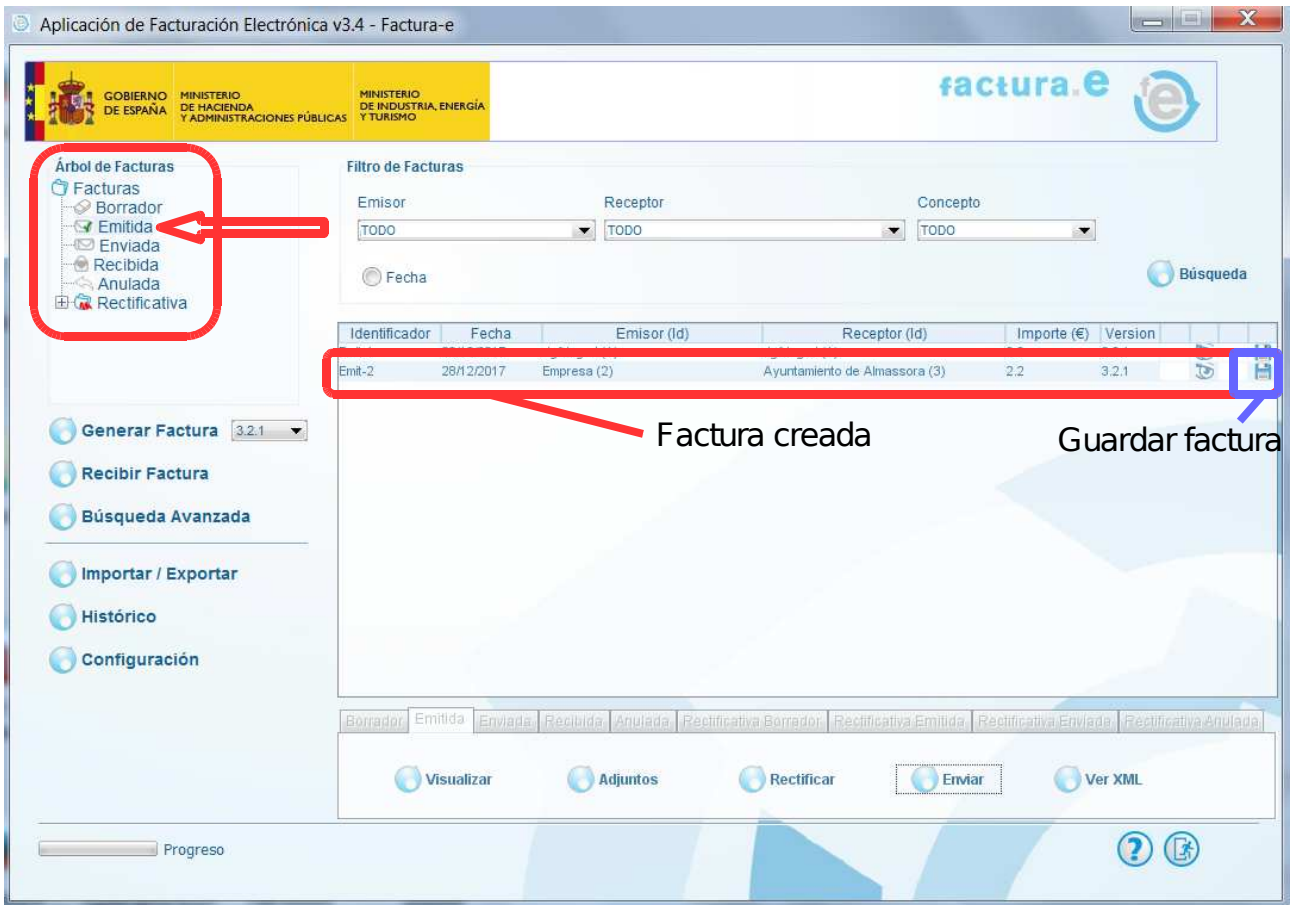 Aplicación de Facturación Electrónica v3.4 - Factura-e
GOBIERNO DE ESPAÑA
MINISTERIO DE HACIENDA Y ADMINISTRACIONES PÚBLICAS
MINISTERIO DE INDUSTRIA, ENERGÍA Y TURISMO
factura.e
Árbol de Facturas
Facturas
Borrador
Emitida
Enviada
Recibida
Anulada
Rectificativa
Filtro de Facturas
Emisor Receptor Concepto
TODO TODO TODO
Fecha
Búsqueda
Identificador Fecha Emisor (Id) Receptor (Id) Importe (€) Version
Emit-2 28/12/2017 Empresa (2) Ayuntamiento de Almassora (3) 2.2 3.2.1
Factura creada
Guardar factura
Generar Factura 3.2.1
Recibir Factura
Búsqueda Avanzada
Importar / Exportar
Histórico
Configuración
Borrador Emitida Enviada Recibida Anulada Rectificativa Borrador Rectificativa Emitida Rectificativa Enviada Rectificativa Anulada
Visualizar Adjuntos Rectificar Enviar Ver XML
Progreso